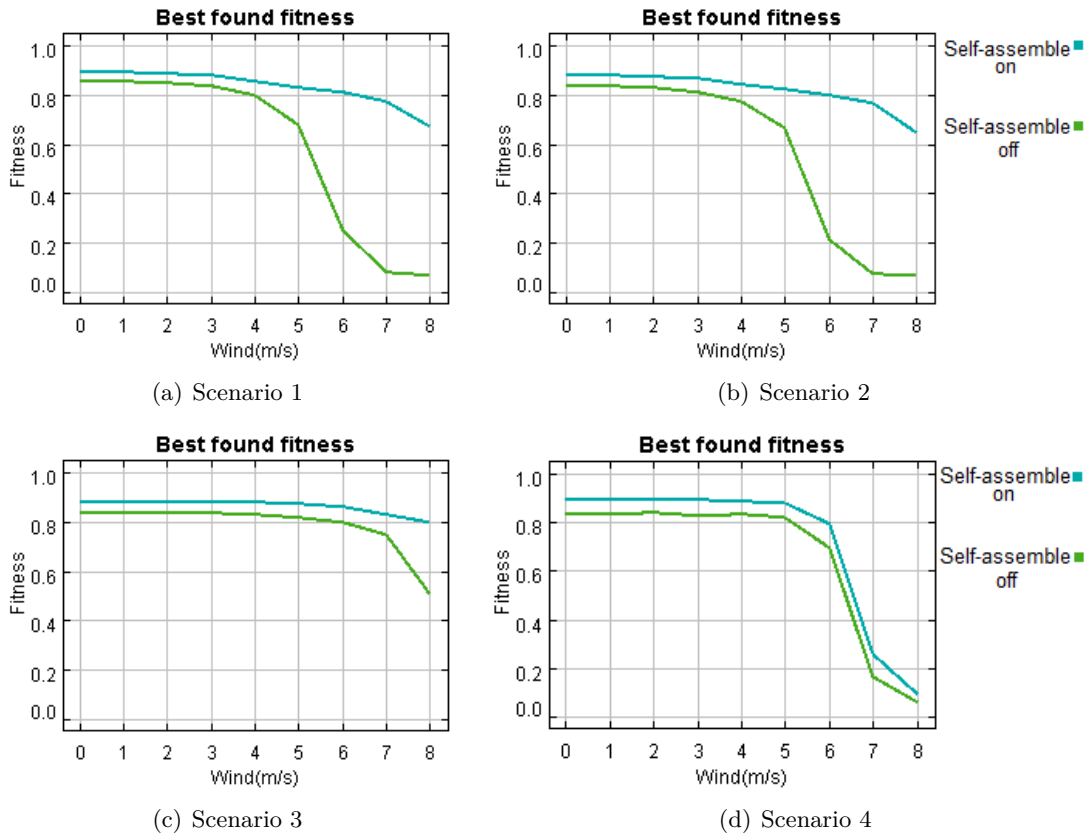 Best found fitness
1.0
0.8
0.6
0.4
0.2
0.0
Fitness
0 1 2 3 4 5 6 7 8
Wind(m/s)
(a) Scenario 1
Best found fitness
1.0
0.8
0.6
0.4
0.2
0.0
Fitness
0 1 2 3 4 5 6 7 8
Wind(m/s)
(b) Scenario 2
Self-assemble
on
Self-assemble
off
Best found fitness
1.0
0.8
0.6
0.4
0.2
0.0
Fitness
0 1 2 3 4 5 6 7 8
Wind(m/s)
(c) Scenario 3
Best found fitness
1.0
0.8
0.6
0.4
0.2
0.0
Fitness
0 1 2 3 4 5 6 7 8
Wind(m/s)
(d) Scenario 4
Self-assemble
on
Self-assemble
off